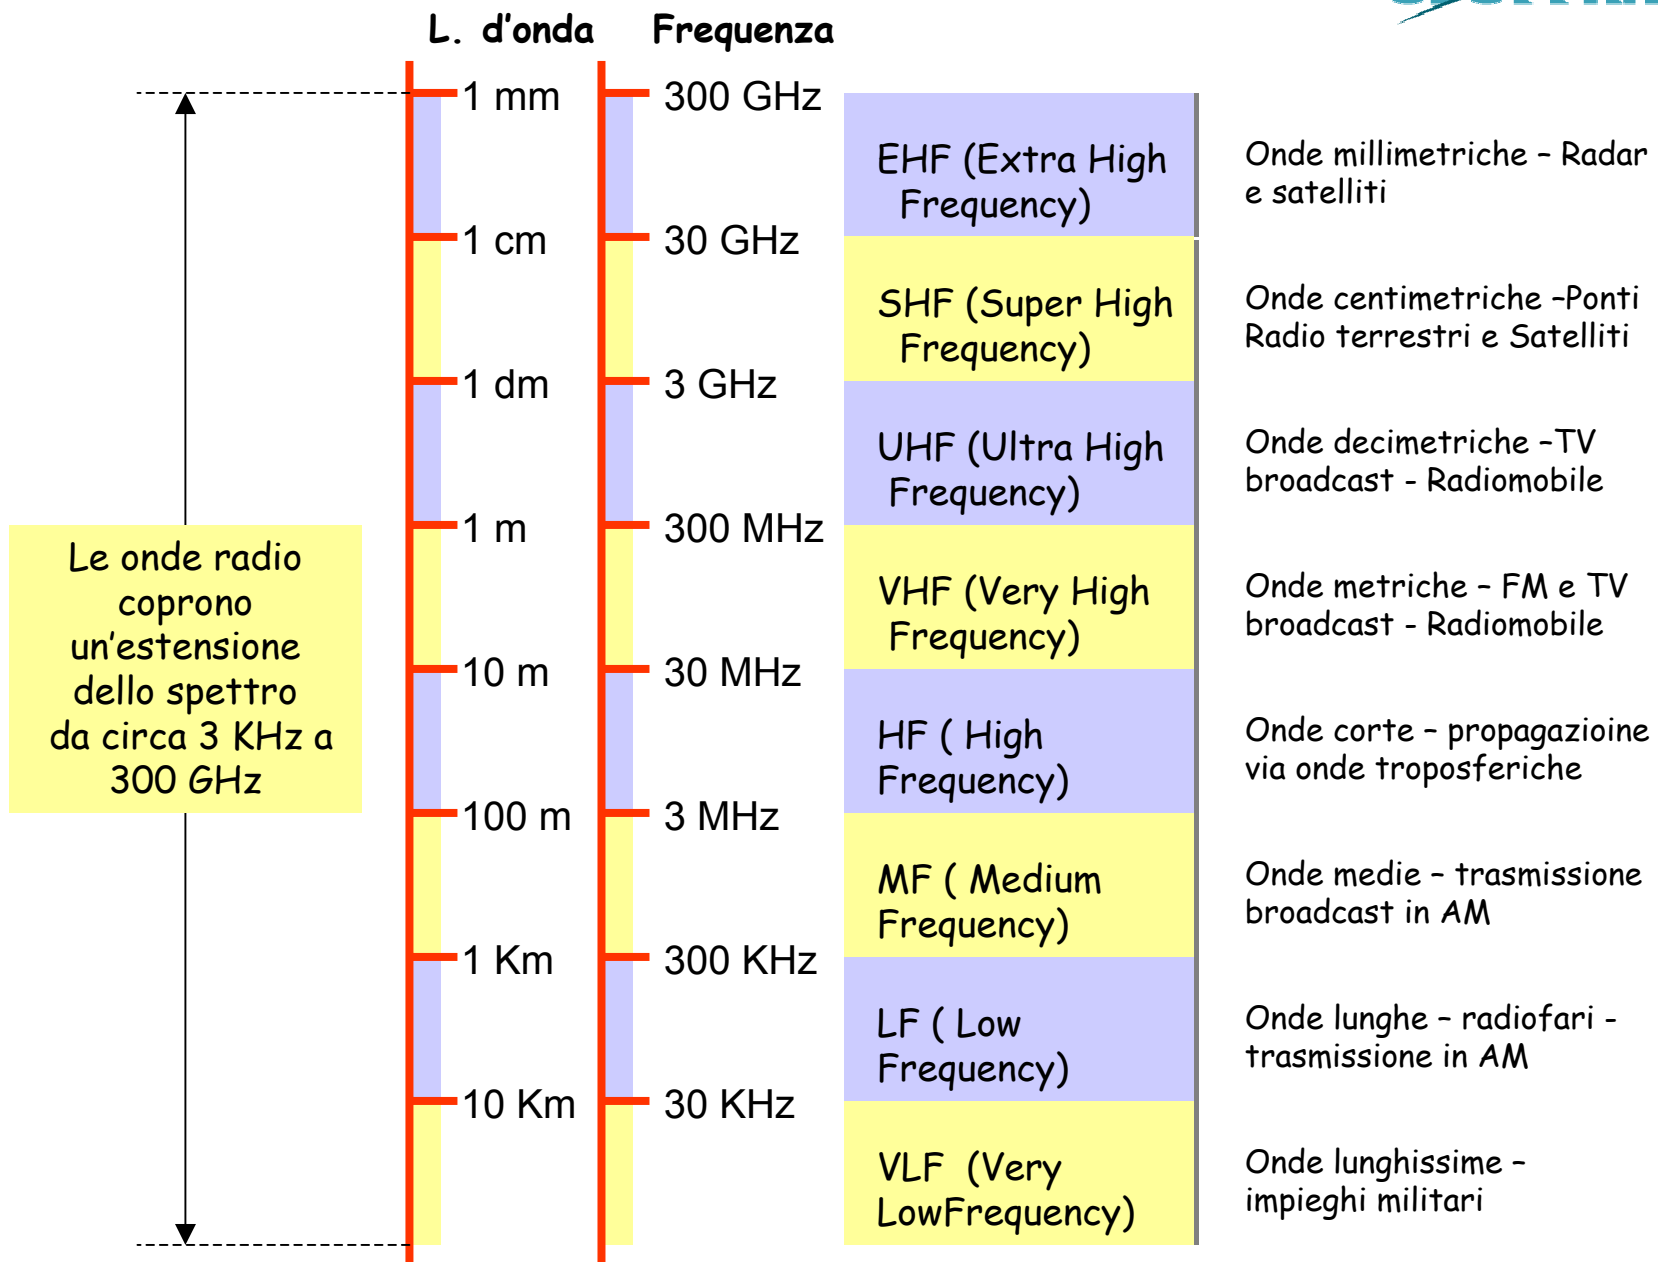 L. d'onda Frequenza
1 mm 300 GHz
EHF (Extra High
Frequency)
Onde millimetriche – Radar
e satelliti
1 cm 30 GHz
SHF (Super High
Frequency)
Onde centimetriche –Ponti
Radio terrestri e Satelliti
1 dm 3 GHz
UHF (Ultra High
Frequency)
Onde decimetriche –TV
broadcast - Radiomobile
1 m 300 MHz
Le onde radio
coprono
un'estensione
dello spettro
da circa 3 KHz a
300 GHz
VHF (Very High
Frequency)
Onde metriche – FM e TV
broadcast - Radiomobile
10 m 30 MHz
HF ( High
Frequency)
Onde corte – propagazioine
via onde troposferiche
100 m 3 MHz
MF ( Medium
Frequency)
Onde medie – trasmissione
broadcast in AM
1 Km 300 KHz
LF ( Low
Frequency)
Onde lunghe – radiofari -
trasmissione in AM
10 Km 30 KHz
VLF (Very
LowFrequency)
Onde lunghissime –
impieghi militari